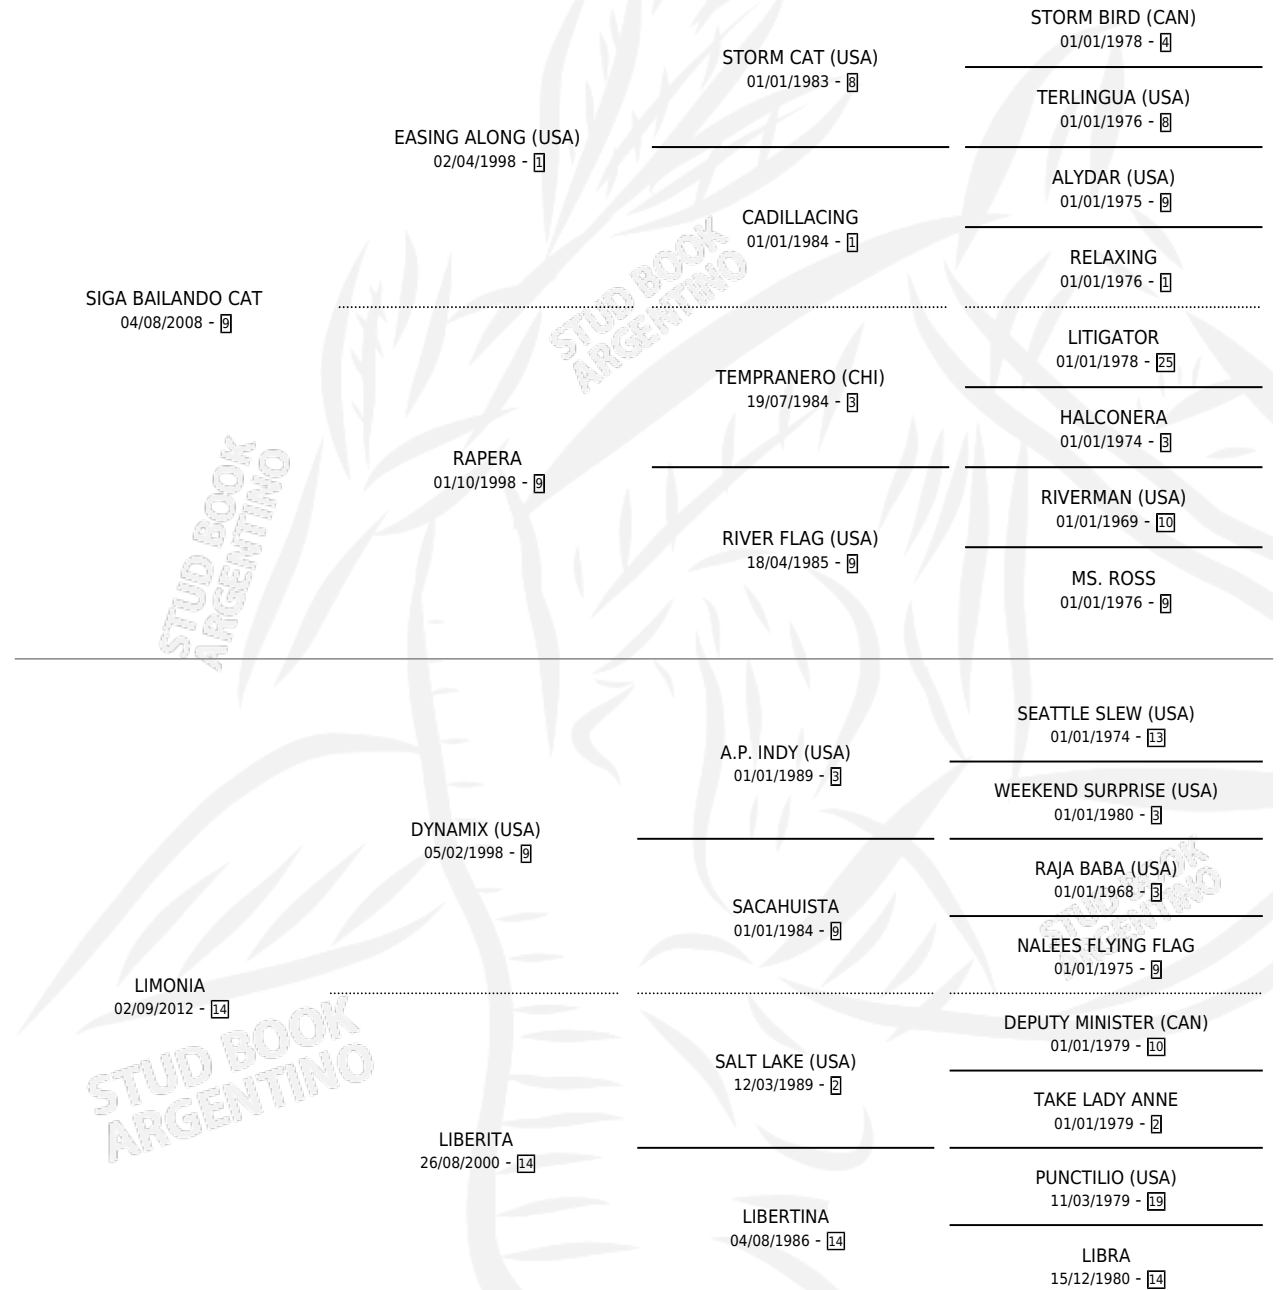 STORM BIRD (CAN)
01/01/1978 - 4
STORM CAT (USA)
01/01/1983 - 8
TERLINGUA (USA)
01/01/1976 - 8
EASING ALONG (USA)
02/04/1998 - 1
ALYDAR (USA)
01/01/1975 - 9
CADILLACING
01/01/1984 - 1
RELAXING
01/01/1976 - 1
SIGA BAILANDO CAT
04/08/2008 - 9
LITIGATOR
01/01/1978 - 25
TEMPRANERO (CHI)
19/07/1984 - 3
HALCONERA
01/01/1974 - 3
RAPERA
01/10/1998 - 9
RIVERMAN (USA)
01/01/1969 - 10
RIVER FLAG (USA)
18/04/1985 - 9
MS. ROSS
01/01/1976 - 9
STUD BOOK
ARGENTINO
STUD BOOK
ARGENTINO
SEATTLE SLEW (USA)
01/01/1974 - 13
A.P. INDY (USA)
01/01/1989 - 3
WEEKEND SURPRISE (USA)
01/01/1980 - 3
DYNAMIX (USA)
05/02/1998 - 9
RAJA BABA (USA)
01/01/1968 - 3
SACAHUISTA
01/01/1984 - 9
NALEES FLYING FLAG
01/01/1975 - 9
LIMONIA
02/09/2012 - 14
DEPUTY MINISTER (CAN)
01/01/1979 - 10
SALT LAKE (USA)
12/03/1989 - 2
TAKE LADY ANNE
01/01/1979 - 2
LIBERITA
26/08/2000 - 14
PUNCTILIO (USA)
11/03/1979 - 19
LIBERTINA
04/08/1986 - 14
LIBRA
15/12/1980 - 14
STUD BOOK
ARGENTINO
STUD BOOK
ARGENTINO